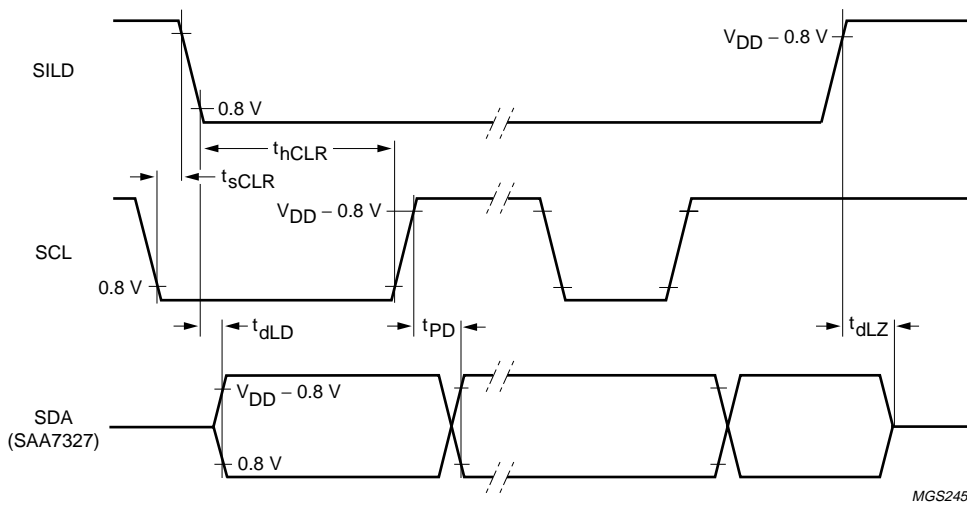 V_DD − 0.8 V
SILD
0.8 V
t_hCLR
t_sCLR
V_DD − 0.8 V
SCL
0.8 V
t_dLD
t_PD
t_dLZ
V_DD − 0.8 V
SDA
(SAA7327)
0.8 V
MGS245